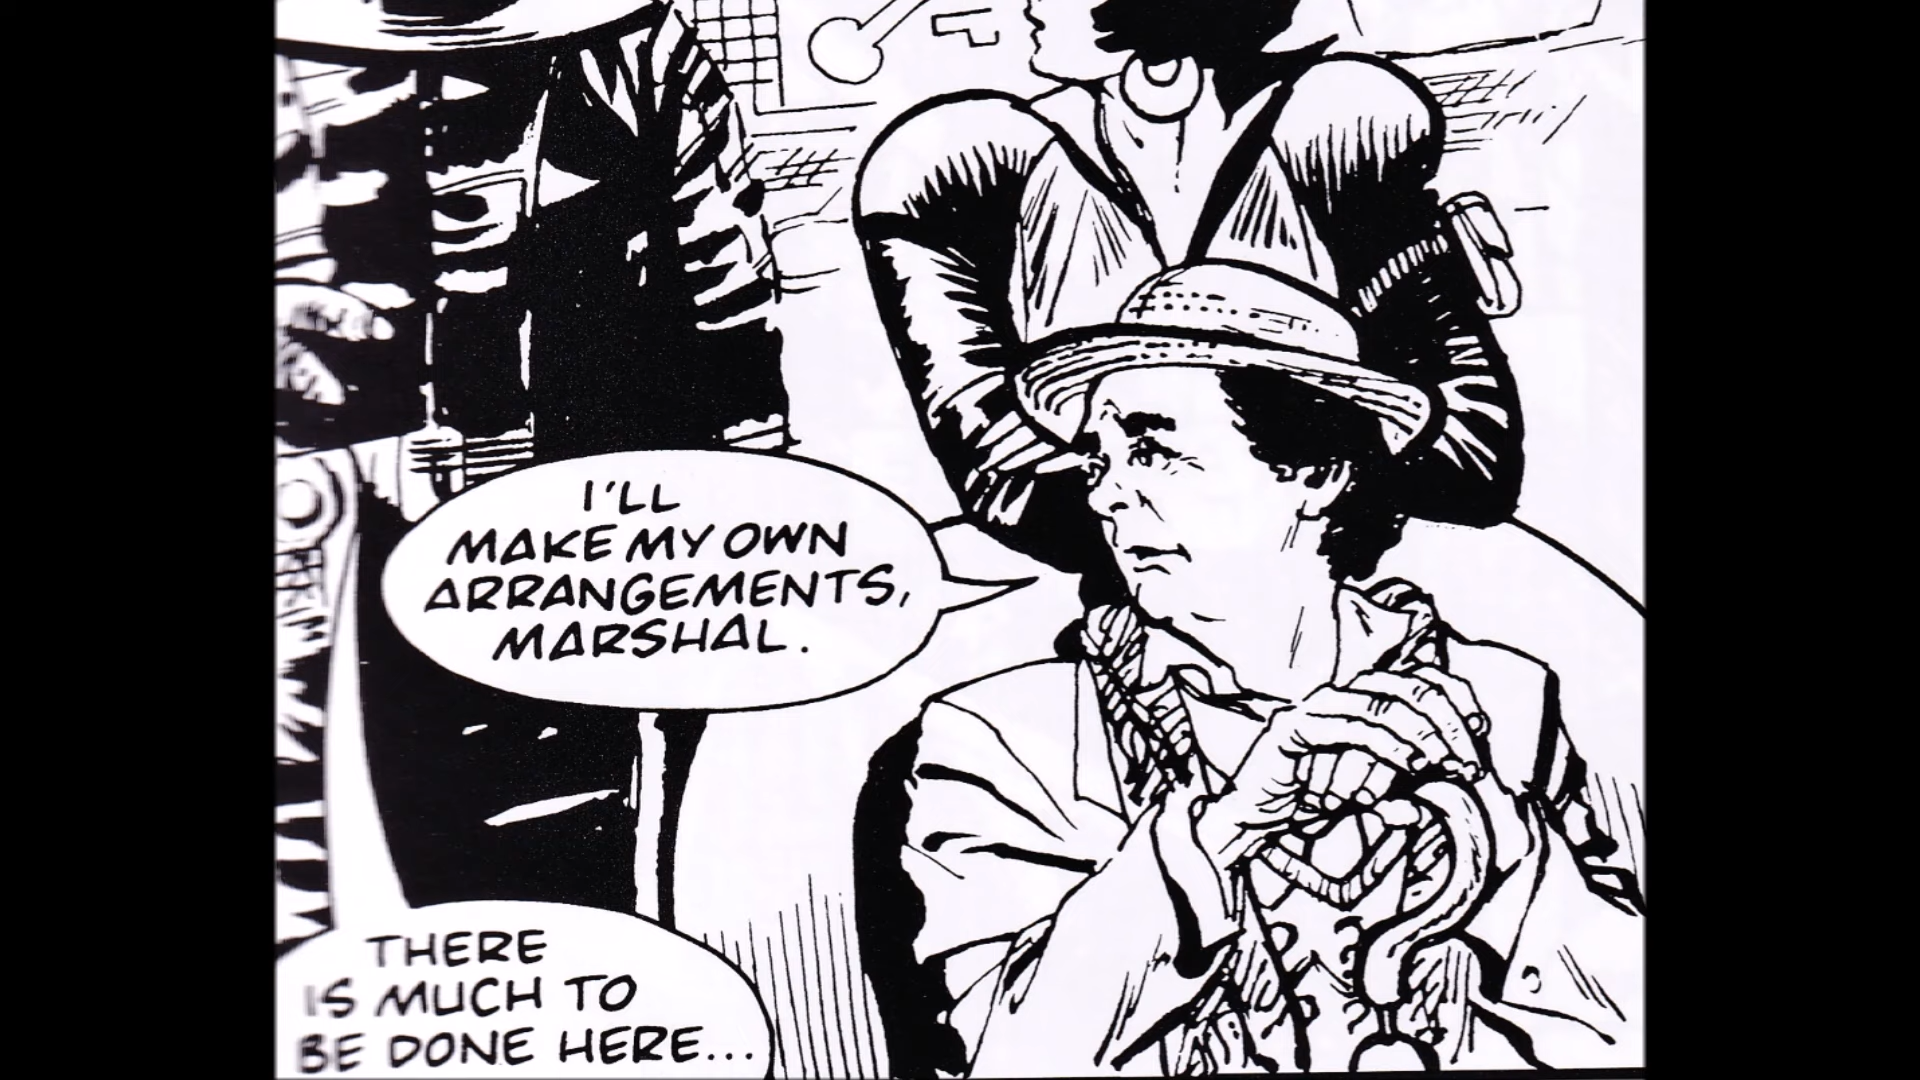 I'LL
MAKE MY OWN
ARRANGEMENTS,
MARSHAL.
THERE
IS MUCH TO
BE DONE HERE...